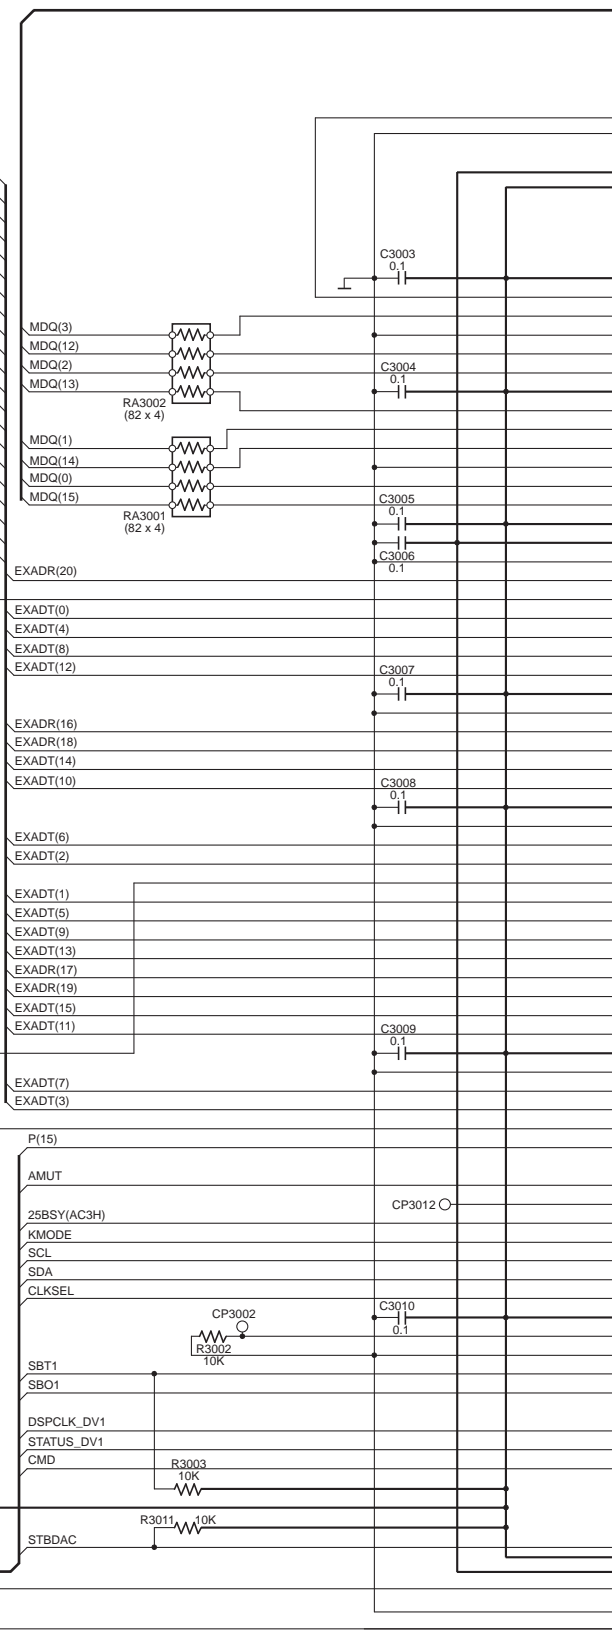 C3003
0.1
MDQ(3)
MDQ(12)
MDQ(2)
MDQ(13)
C3004
0.1
RA3002
(82 x 4)
MDQ(1)
MDQ(14)
MDQ(0)
MDQ(15)
RA3001
(82 x 4)
C3005
0.1
C3006
0.1
EXADR(20)
EXADT(0)
EXADT(4)
EXADT(8)
EXADT(12)
C3007
0.1
EXADR(16)
EXADR(18)
EXADT(14)
EXADT(10)
C3008
0.1
EXADT(6)
EXADT(2)
EXADT(1)
EXADT(5)
EXADT(9)
EXADT(13)
EXADR(17)
EXADR(19)
EXADT(15)
EXADT(11)
C3009
0.1
EXADT(7)
EXADT(3)
P(15)
AMUT
CP3012
25BSY(AC3H)
KMODE
SCL
SDA
CLKSEL
C3010
0.1
CP3002
R3002
10K
SBT1
SBO1
DSPCLK_DV1
STATUS_DV1
CMD
R3003
10K
R3011 10K
STBDAC